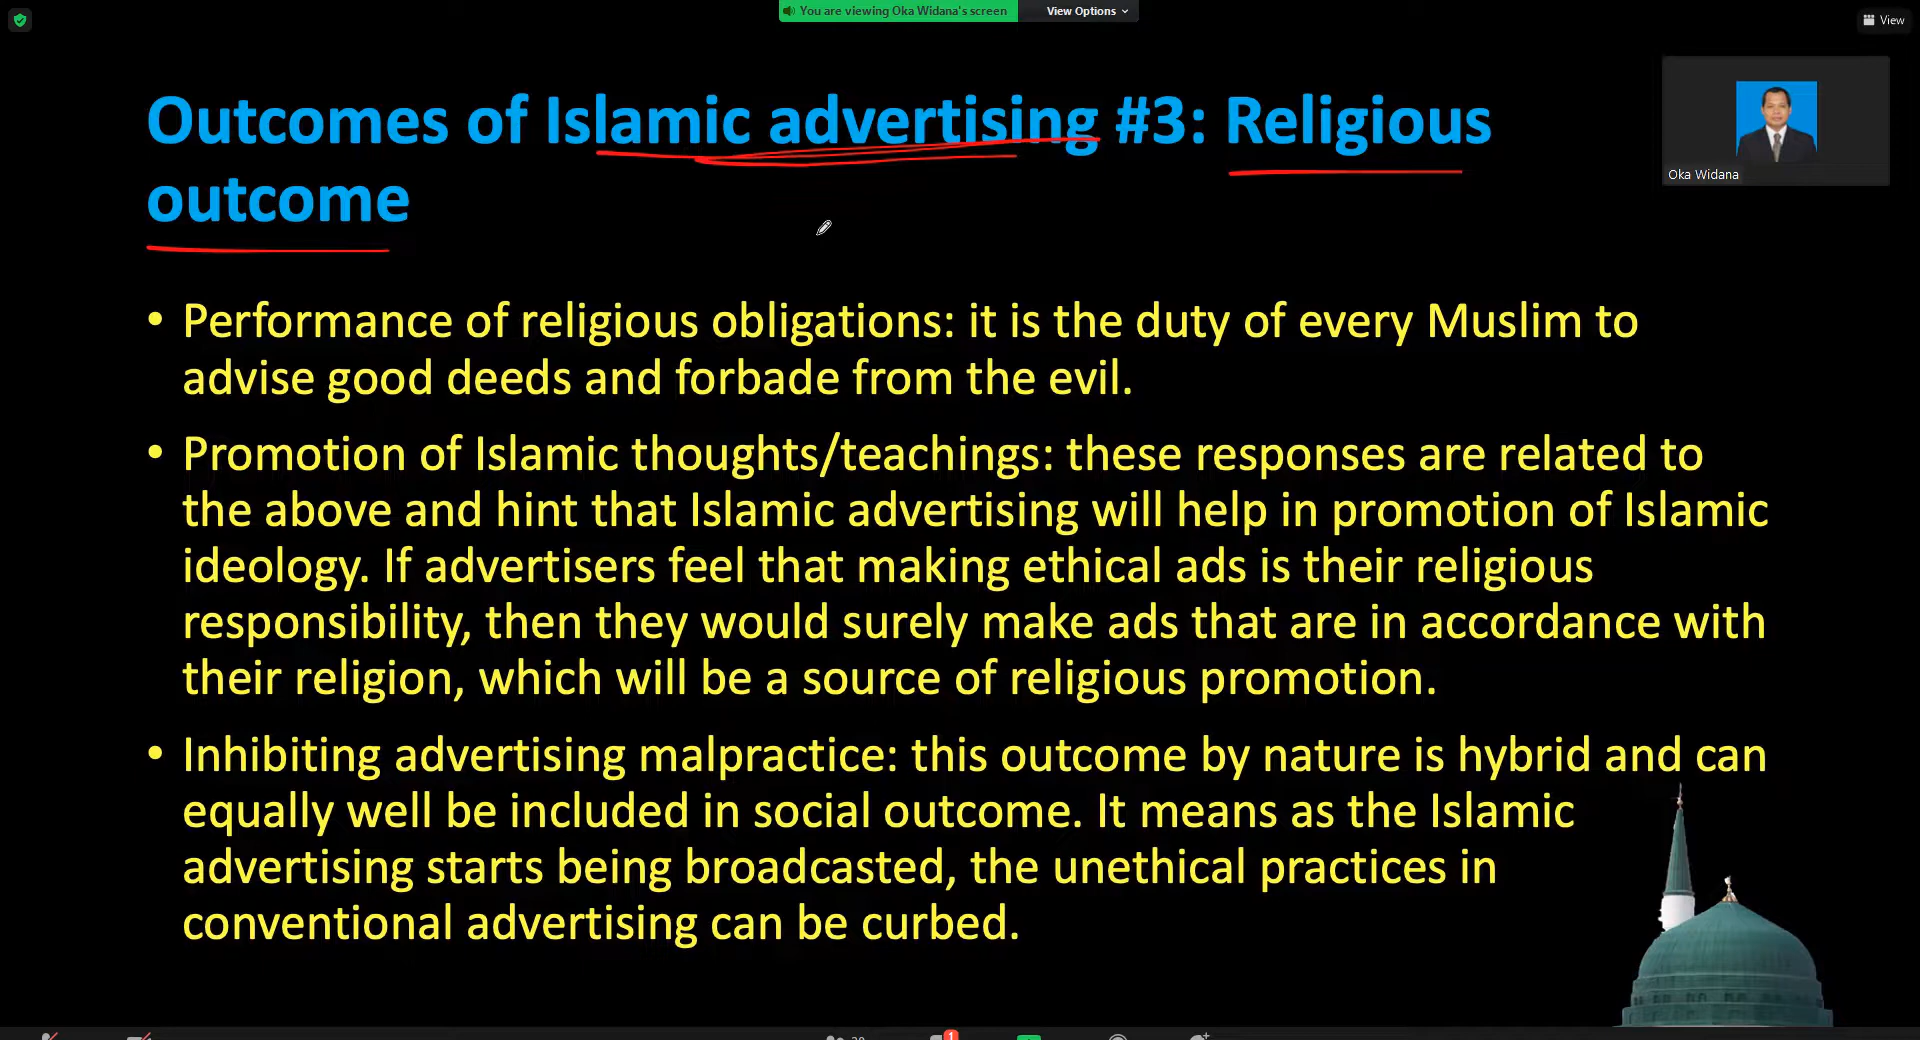 You are viewing Oka Widana's screen
View Options
View
Outcomes of Islamic advertising #3: Religious
outcome
Oka Widana
• Performance of religious obligations: it is the duty of every Muslim to
advise good deeds and forbade from the evil.
• Promotion of Islamic thoughts/teachings: these responses are related to
the above and hint that Islamic advertising will help in promotion of Islamic
ideology. If advertisers feel that making ethical ads is their religious
responsibility, then they would surely make ads that are in accordance with
their religion, which will be a source of religious promotion.
• Inhibiting advertising malpractice: this outcome by nature is hybrid and can
equally well be included in social outcome. It means as the Islamic
advertising starts being broadcasted, the unethical practices in
conventional advertising can be curbed.
1